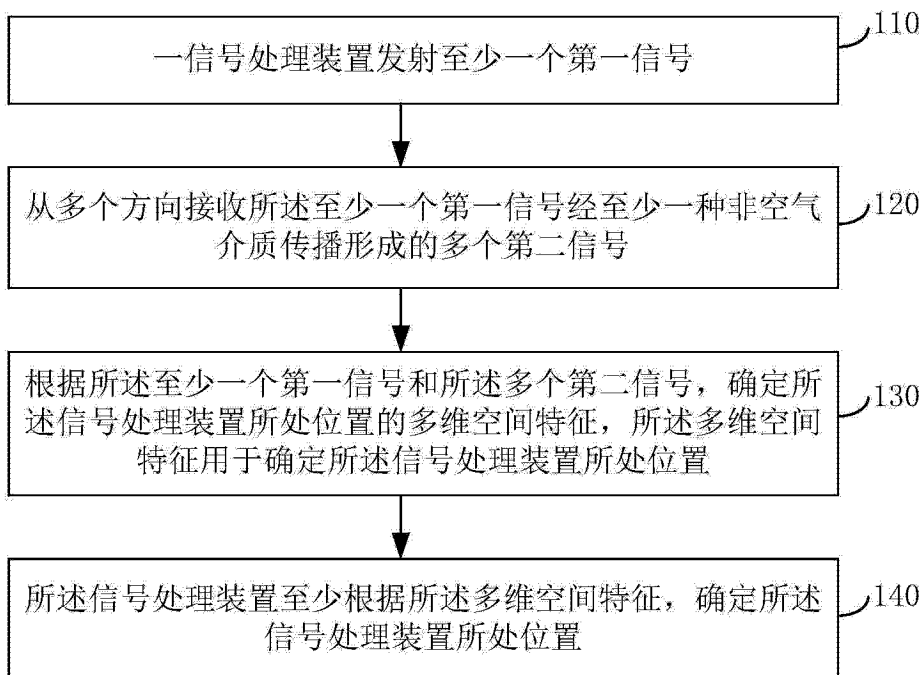 一信号处理装置发射至少一个第一信号
110
从多个方向接收所述至少一个第一信号经至少一种非空气
介质传播形成的多个第二信号
120
根据所述至少一个第一信号和所述多个第二信号，确定所
述信号处理装置所处位置的多维空间特征，所述多维空间
特征用于确定所述信号处理装置所处位置
130
所述信号处理装置至少根据所述多维空间特征，确定所述
信号处理装置所处位置
140